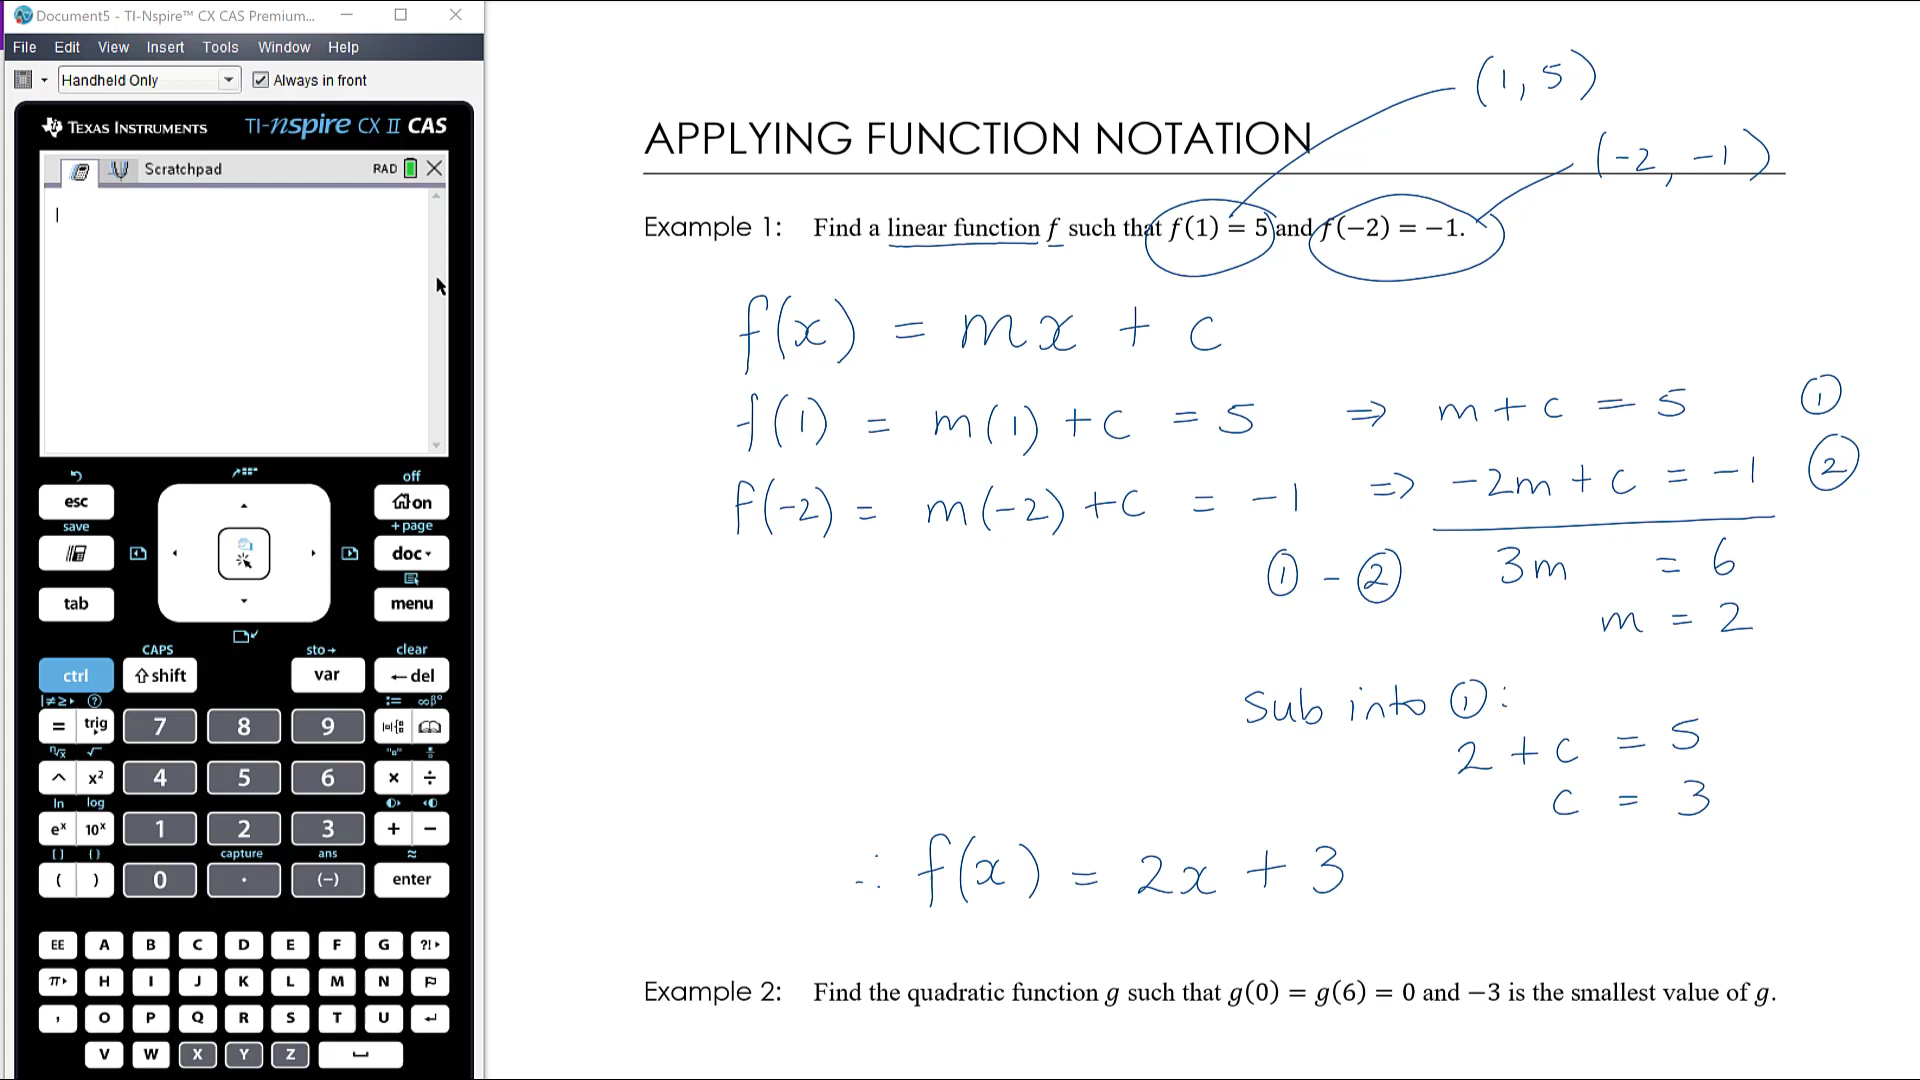 Document5 - TI-Nspire™ CX CAS Premium...
File Edit View Insert Tools Window Help
Handheld Only Always in front
TEXAS INSTRUMENTS TI-nspire CX II CAS
Scratchpad RAD
off
esc on
save +page
doc
tab menu
CAPS sto→ clear
ctrl shift var ←del
= trig 7 8 9
^ x² 4 5 6 × ÷
ln log
eˣ 10ˣ 1 2 3 + −
[ ] { } capture ans ≈
( ) 0 . (−) enter
EE A B C D E F G ?!▸
π▸ H I J K L M N
, O P Q R S T U ↵
V W X Y Z
(1, 5)
APPLYING FUNCTION NOTATION
(-2, -1)
Example 1: Find a linear function f such that f(1) = 5 and f(−2) = −1.
f(x) = mx + c
f(1) = m(1) + c = 5 ⇒ m + c = 5 ①
f(-2) = m(-2) + c = -1 ⇒ -2m + c = -1 ②
① - ② 3m = 6
m = 2
Sub into ①:
2 + c = 5
c = 3
∴ f(x) = 2x + 3
Example 2: Find the quadratic function g such that g(0) = g(6) = 0 and −3 is the smallest value of g.